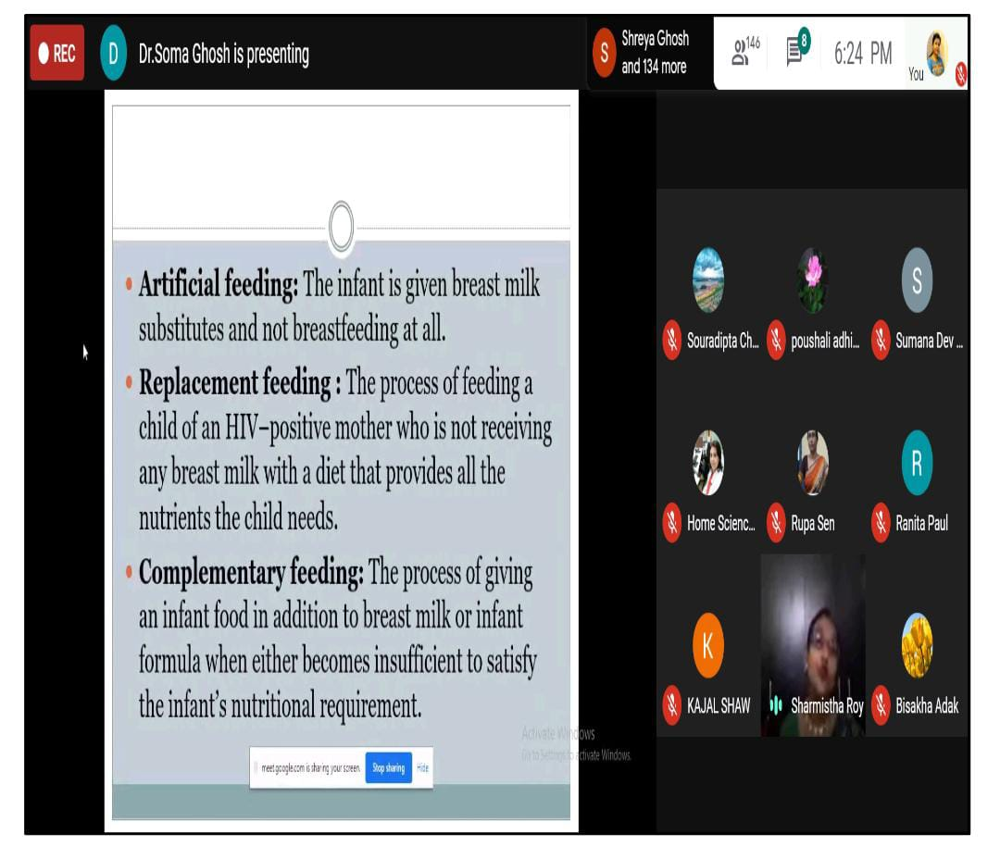 REC
D
Dr.Soma Ghosh is presenting
S
Shreya Ghosh
and 134 more
146
8
6:24 PM
You
• Artificial feeding: The infant is given breast milk
substitutes and not breastfeeding at all.
• Replacement feeding : The process of feeding a
child of an HIV–positive mother who is not receiving
any breast milk with a diet that provides all the
nutrients the child needs.
• Complementary feeding: The process of giving
an infant food in addition to breast milk or infant
formula when either becomes insufficient to satisfy
the infant's nutritional requirement.
Activate Windows
Go to Settings to activate Windows.
meet.google.com is sharing your screen.
Stop sharing
Hide
Souradipta Ch...
poushali adhi...
S
Sumana Dev ...
Home Scienc...
Rupa Sen
R
Ranita Paul
K
KAJAL SHAW
Sharmistha Roy
Bisakha Adak